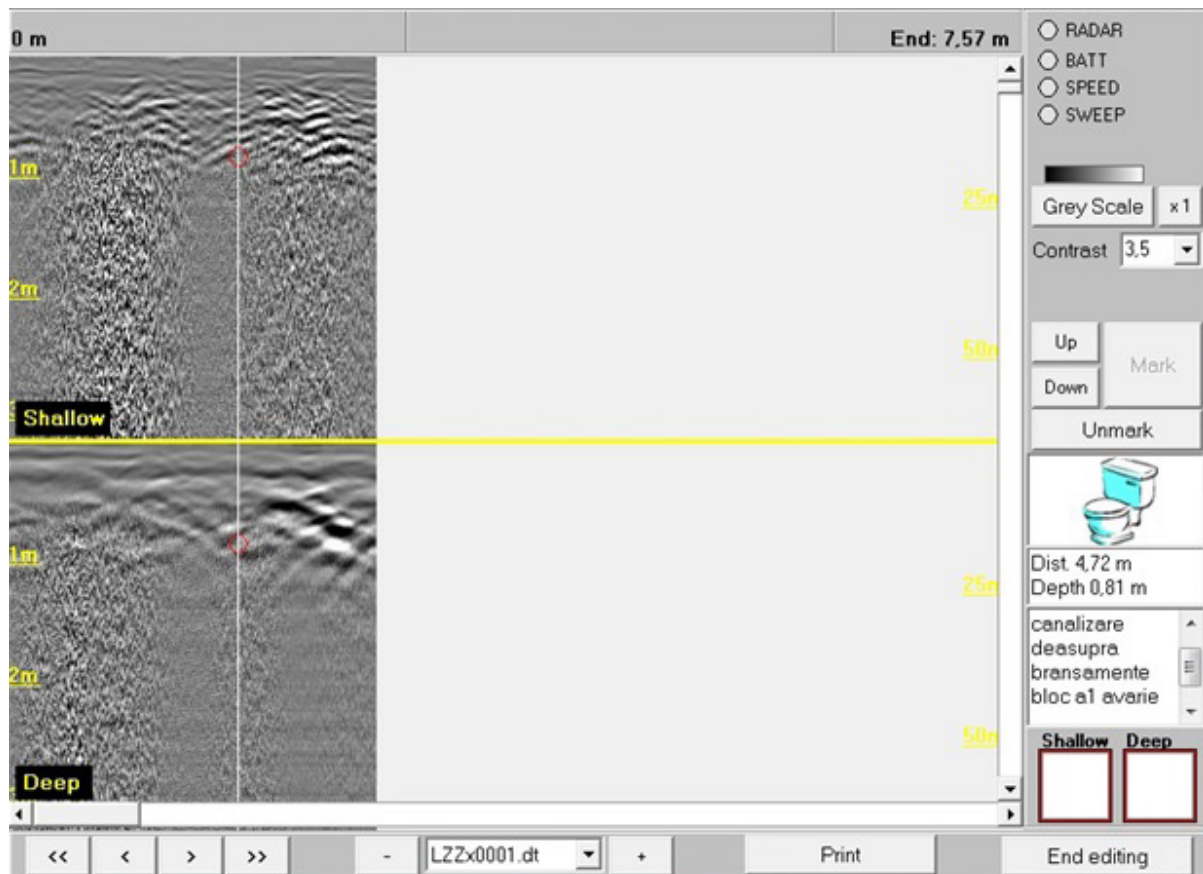 0 m
End: 7,57 m
RADAR
BATT
SPEED
SWEEP
1m
2m
25n
50n
Shallow
Grey Scale
x 1
Contrast
3,5
Up
Down
Mark
Unmark
1m
2m
25n
50n
Deep
Dist. 4,72 m
Depth 0,81 m
canalizare
deasupra
bransamente
bloc a1 avarie
Shallow Deep
<<
<
>
>>
-
LZZx0001.dt
+
Print
End editing